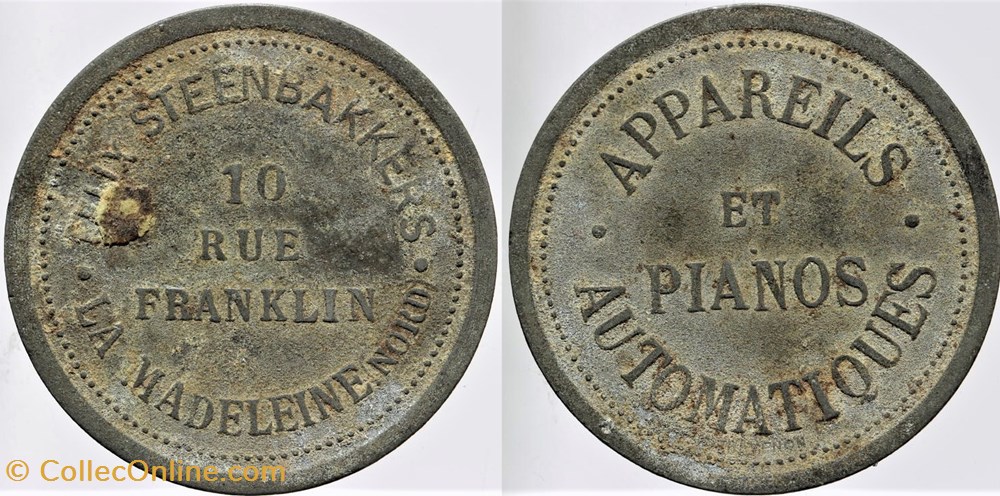 STEENBAKKERS
10
RUE
FRANKLIN
LA MADELEINE (NORD)
APPAREILS
ET
PIANOS
AUTOMATIQUES
© CollecOnline.com